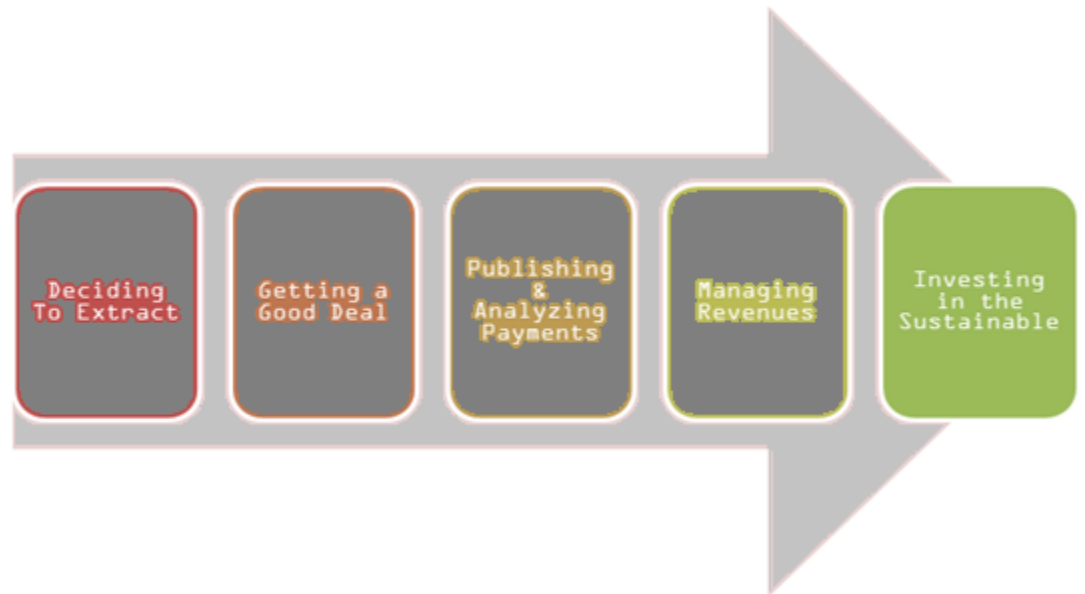 Deciding
To Extract
Getting a
Good Deal
Publishing
&
Analyzing
Payments
Managing
Revenues
Investing
in the
Sustainable